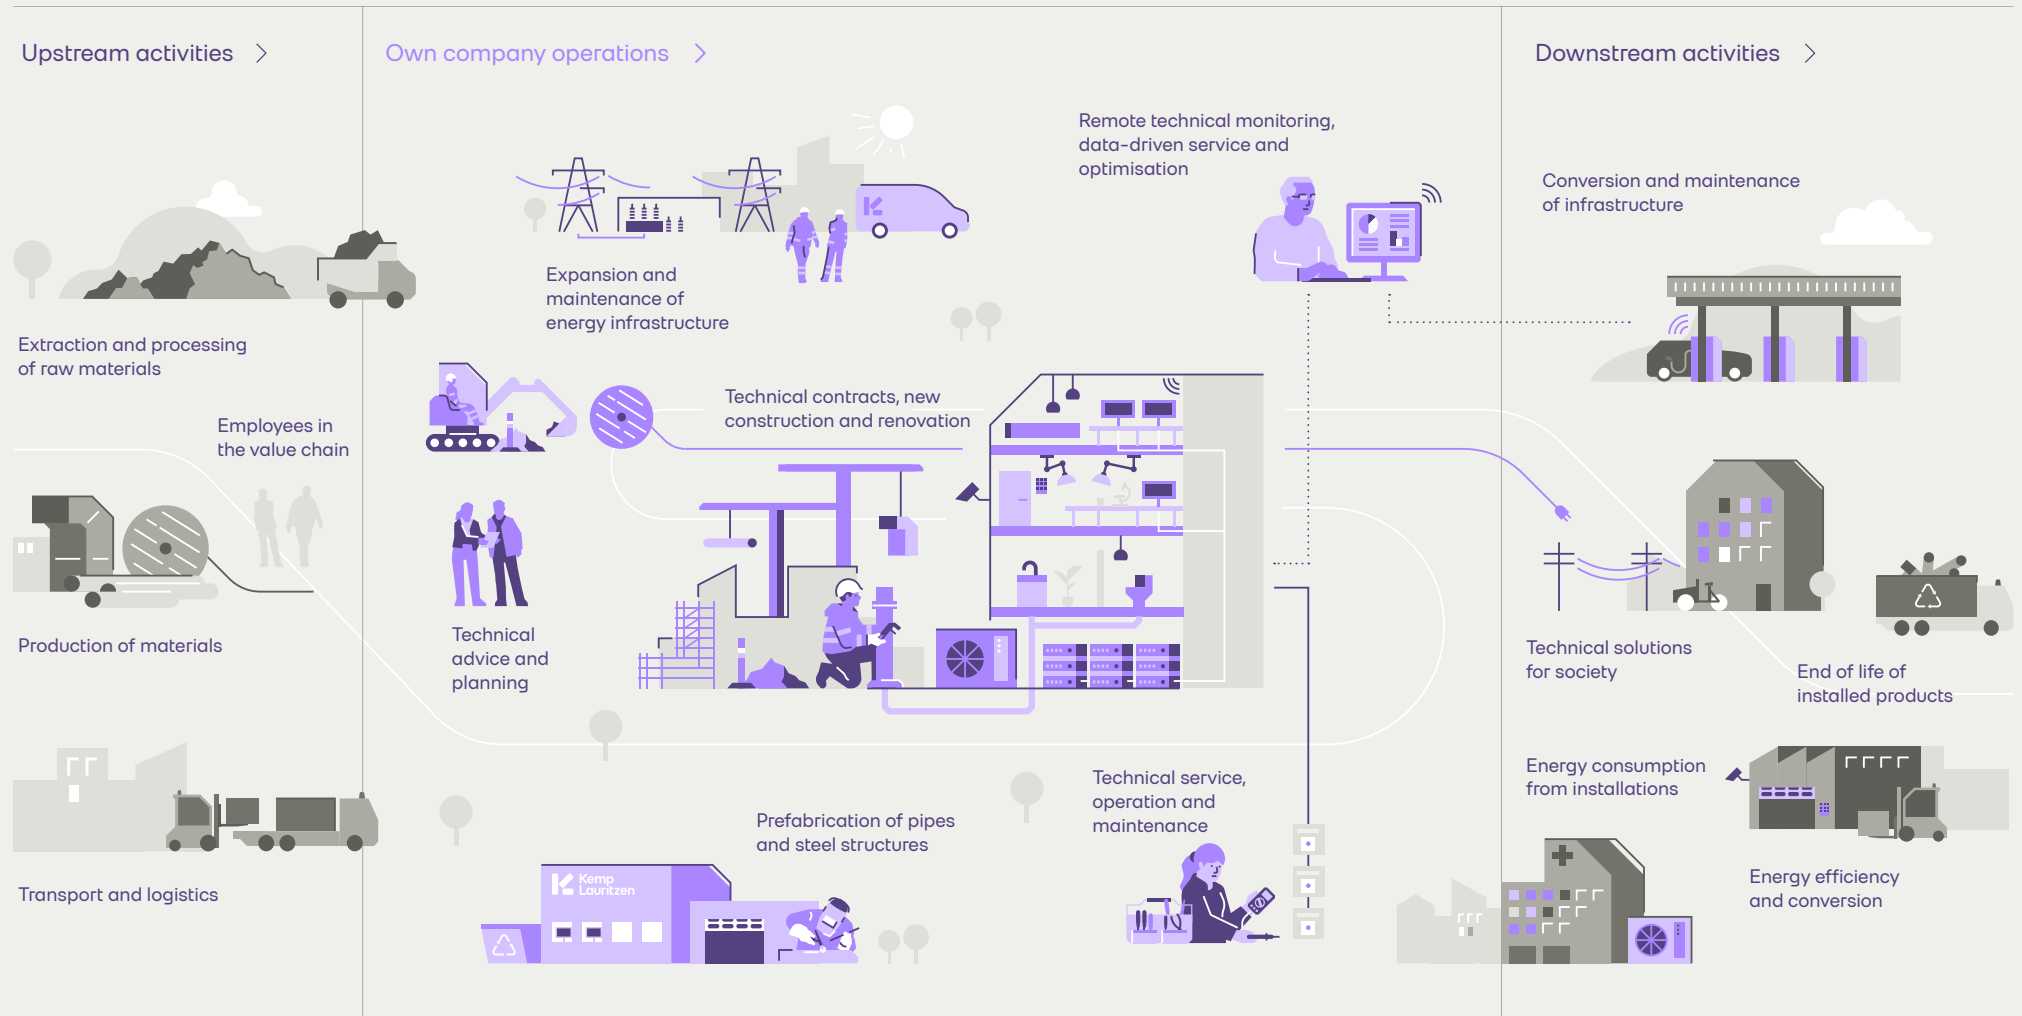 Upstream activities
Extraction and processing
of raw materials
Employees in
the value chain
Production of materials
Transport and logistics
Own company operations
Expansion and
maintenance of
energy infrastructure
Remote technical monitoring,
data-driven service and
optimisation
Technical contracts, new
construction and renovation
Technical
advice and
planning
Prefabrication of pipes
and steel structures
Kemp
Lauritzen
Technical service,
operation and
maintenance
Downstream activities
Conversion and maintenance
of infrastructure
Technical solutions
for society
End of life of
installed products
Energy consumption
from installations
Energy efficiency
and conversion